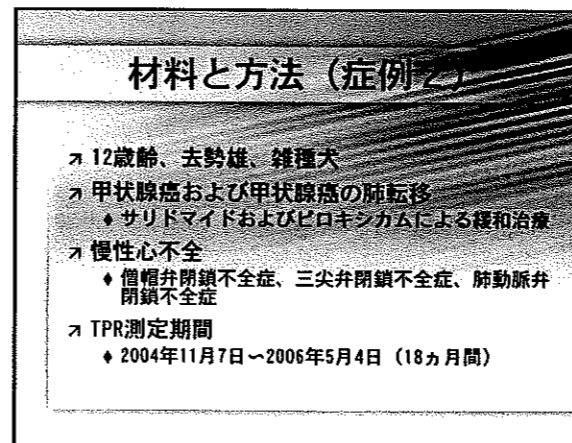 材料と方法（症例２）
12歳齢、去勢雄、雑種犬
甲状腺癌および甲状腺癌の肺転移
サリドマイドおよびピロキシカムによる緩和治療
慢性心不全
僧帽弁閉鎖不全症、三尖弁閉鎖不全症、肺動脈弁
閉鎖不全症
TPR測定期間
2004年11月7日〜2006年5月4日（18ヵ月間）